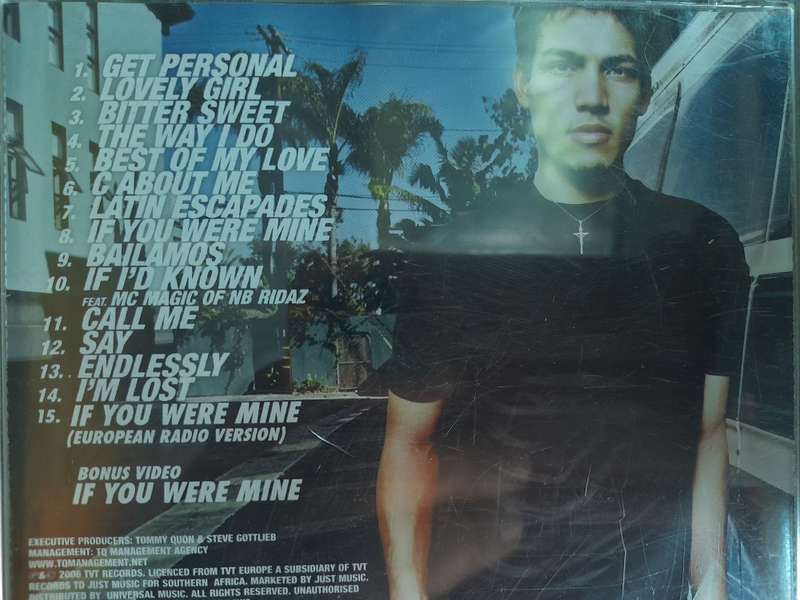 1. GET PERSONAL
2. LOVELY GIRL
3. BITTER SWEET
4. THE WAY I DO
5. BEST OF MY LOVE
6. C ABOUT ME
7. LATIN ESCAPADES
8. IF YOU WERE MINE
9. BAILAMOS
10. IF I'D KNOWN
FEAT. MC MAGIC OF NB RIDAZ
11. CALL ME
12. SAY
13. ENDLESSLY
14. I'M LOST
15. IF YOU WERE MINE
(EUROPEAN RADIO VERSION)
BONUS VIDEO
IF YOU WERE MINE
EXECUTIVE PRODUCERS: TOMMY QUON & STEVE GOTTLIEB
MANAGEMENT: TQ MANAGEMENT AGENCY
WWW.TQMANAGEMENT.NET
& 2006 TVT RECORDS. LICENCED FROM TVT EUROPE A SUBSIDIARY OF TVT
RECORDS TO JUST MUSIC FOR SOUTHERN AFRICA. MARKETED BY JUST MUSIC.
DISTRIBUTED BY UNIVERSAL MUSIC. ALL RIGHTS RESERVED. UNAUTHORISED